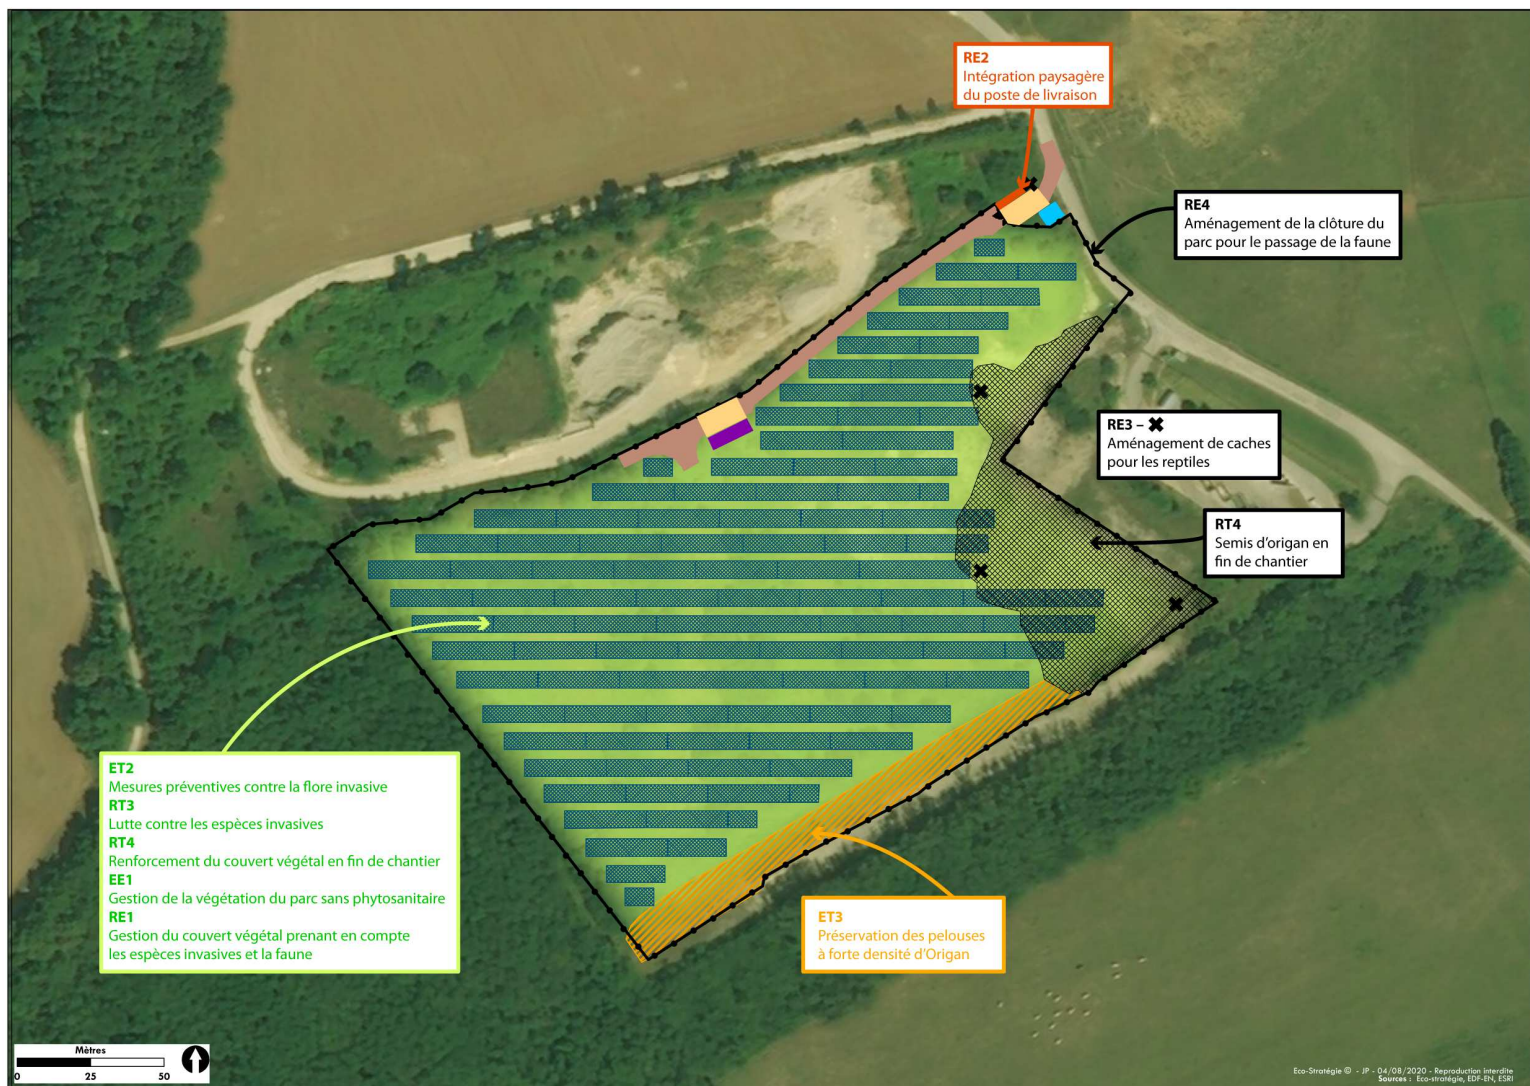 RE2
Intégration paysagère
du poste de livraison
RE4
Aménagement de la clôture du
parc pour le passage de la faune
RE3 – ✖
Aménagement de caches
pour les reptiles
RT4
Semis d'origan en
fin de chantier
ET2
Mesures préventives contre la flore invasive
RT3
Lutte contre les espèces invasives
RT4
Renforcement du couvert végétal en fin de chantier
EE1
Gestion de la végétation du parc sans phytosanitaire
RE1
Gestion du couvert végétal prenant en compte
les espèces invasives et la faune
ET3
Préservation des pelouses
à forte densité d'Origan
Mètres
0 25 50
Eco-Stratégie © - JP - 04/08/2020 - Reproduction interdite
Sources : Eco-stratégie, EDF-EN, ESRI